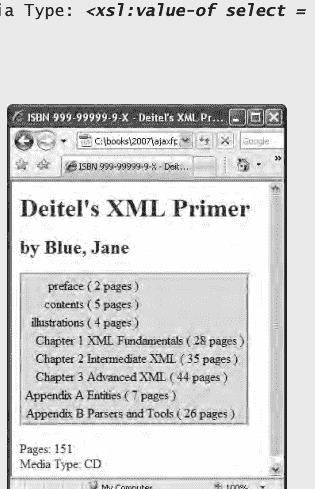 ia Type: <xsl:value-of select =
ISBN 999-99999-9-X - Deitel's XML Pr...
C:\books\2007\ajaxfp
Google
ISBN 999-99999-9-X - Deit...
Deitel's XML Primer
by Blue, Jane
preface ( 2 pages )
contents ( 5 pages )
illustrations ( 4 pages )
Chapter 1 XML Fundamentals ( 28 pages )
Chapter 2 Intermediate XML ( 35 pages )
Chapter 3 Advanced XML ( 44 pages )
Appendix A Entities ( 7 pages )
Appendix B Parsers and Tools ( 26 pages )
Pages: 151
Media Type: CD
My Computer
100%